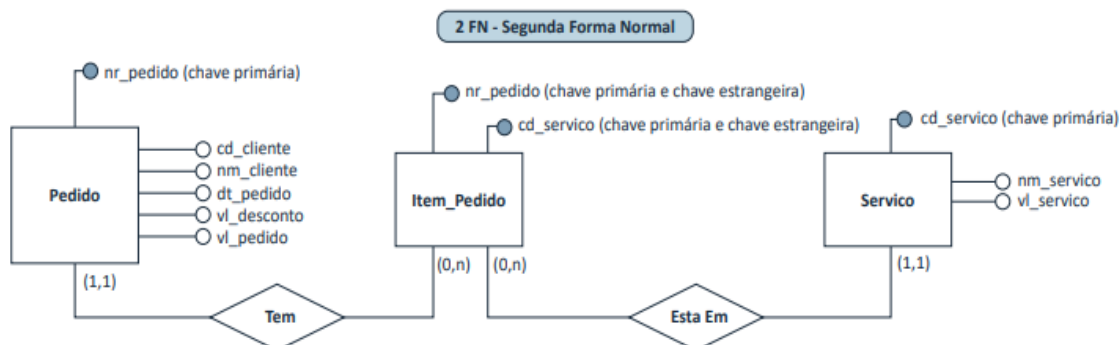 2 FN - Segunda Forma Normal
nr_pedido (chave primária)
nr_pedido (chave primária e chave estrangeira)
cd_servico (chave primária e chave estrangeira)
cd_servico (chave primária)
Pedido
cd_cliente
nm_cliente
dt_pedido
vl_desconto
vl_pedido
Item_Pedido
Servico
nm_servico
vl_servico
(1,1)
(0,n)
(0,n)
(1,1)
Tem
Esta Em